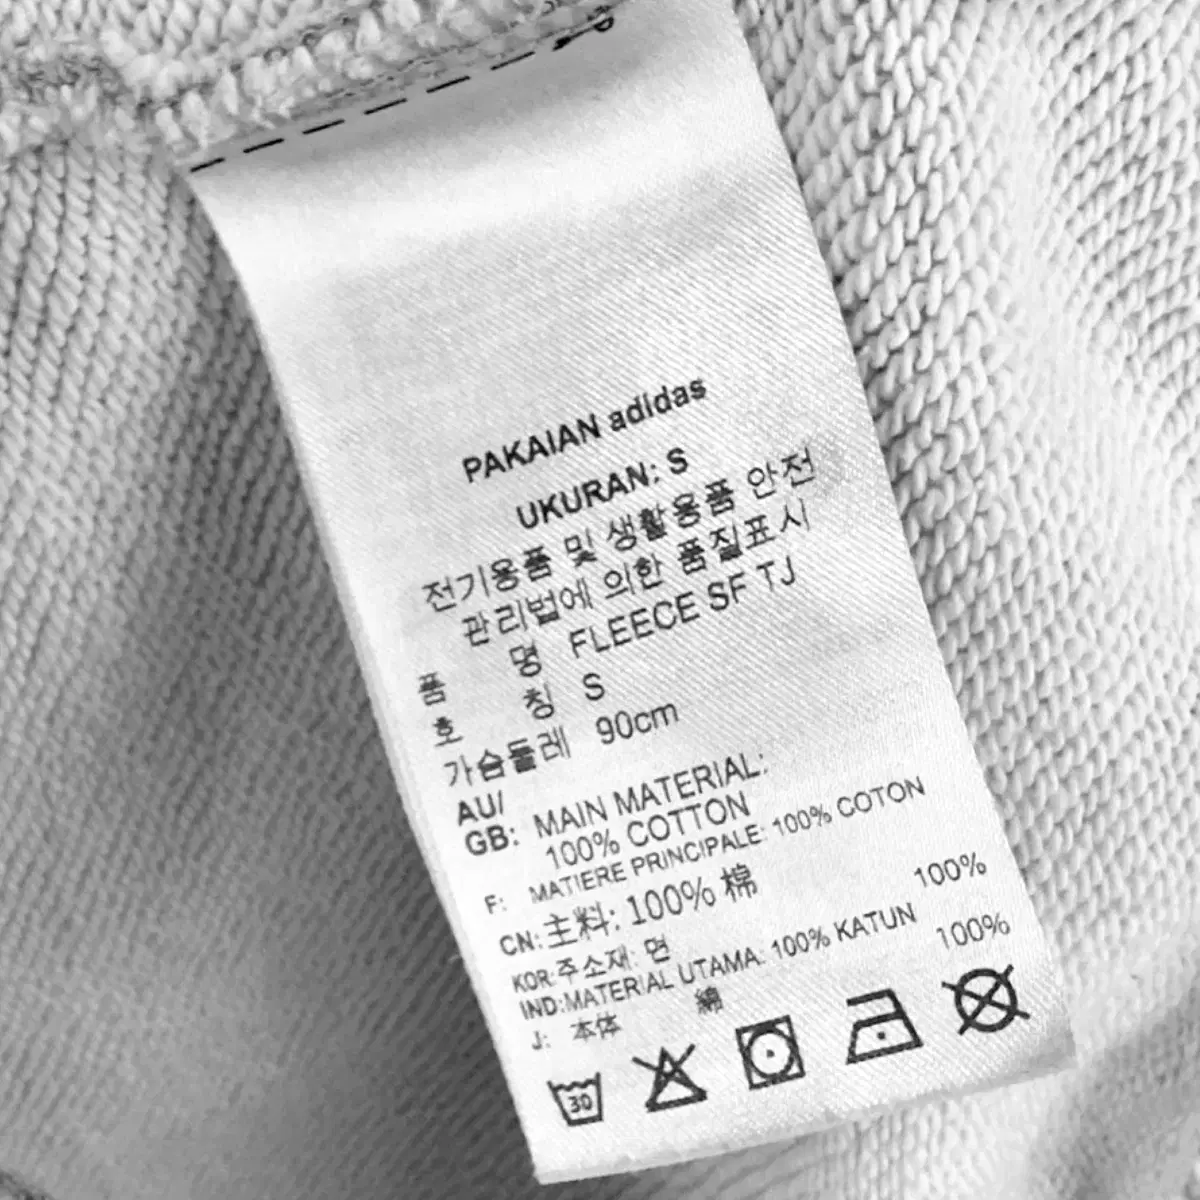 PAKAIAN adidas
UKURAN: S
전기용품 및 생활용품 안전
관리법에 의한 품질표시
품 명 FLEECE SF TJ
호 칭 S
가슴둘레 90cm
AU/
GB: MAIN MATERIAL:
100% COTTON
F: MATIERE PRINCIPALE: 100% COTON
CN: 主料: 100% 棉
KOR: 주소재: 면 100%
IND: MATERIAL UTAMA: 100% KATUN
J: 本体 綿 100%
30